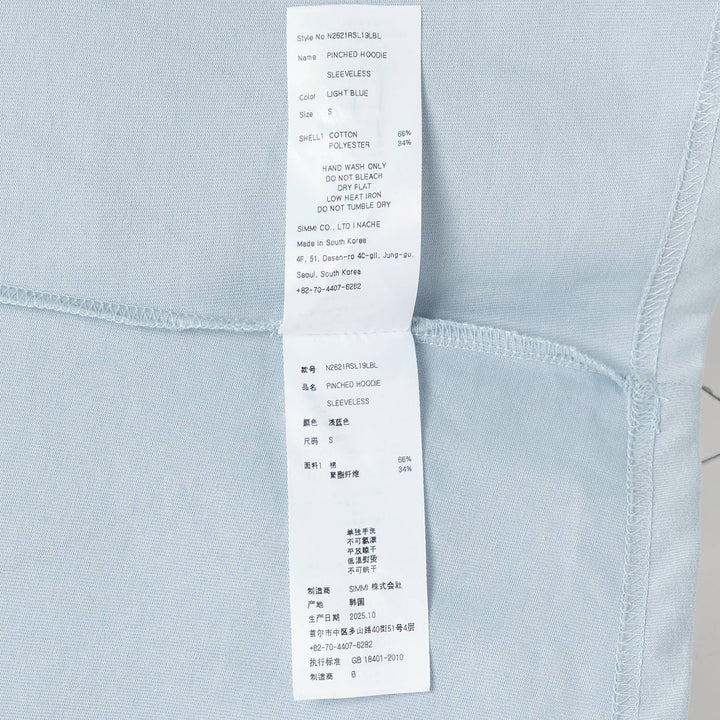 Style No. N2621RSL19LBL
Name PINCHED HOODIE
SLEEVELESS
Color LIGHT BLUE
Size S
SHELL1 COTTON 66%
POLYESTER 34%
HAND WASH ONLY
DO NOT BLEACH
DRY FLAT
LOW HEAT IRON
DO NOT TUMBLE DRY
SIMMI CO., LTD I NACHE
Made in South Korea
4F, 51, Dasan-ro 40-gil, Jung-gu,
Seoul, South Korea
+82-70-4407-6282
款号 N2621RSL19LBL
品名 PINCHED HOODIE
SLEEVELESS
颜色 浅蓝色
尺码 S
面料1 棉 66%
聚酯纤维 34%
单独手洗
不可氯漂
平放晾干
低温熨烫
不可烘干
制造商 SIMMI 株式会社
产地 韩国
生产日期 2025.10
首尔市中区多山路40街51号4层
+82-70-4407-6282
执行标准 GB 18401-2010
制造商 B